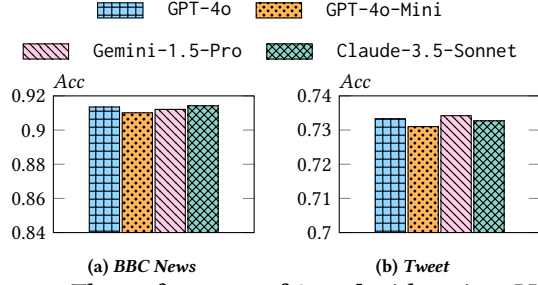 GPT-4o GPT-4o-Mini
Gemini-1.5-Pro Claude-3.5-Sonnet
Acc Acc
0.92 0.74
0.9 0.73
0.88 0.72
0.86 0.71
0.84 0.7
(a) BBC News (b) Tweet